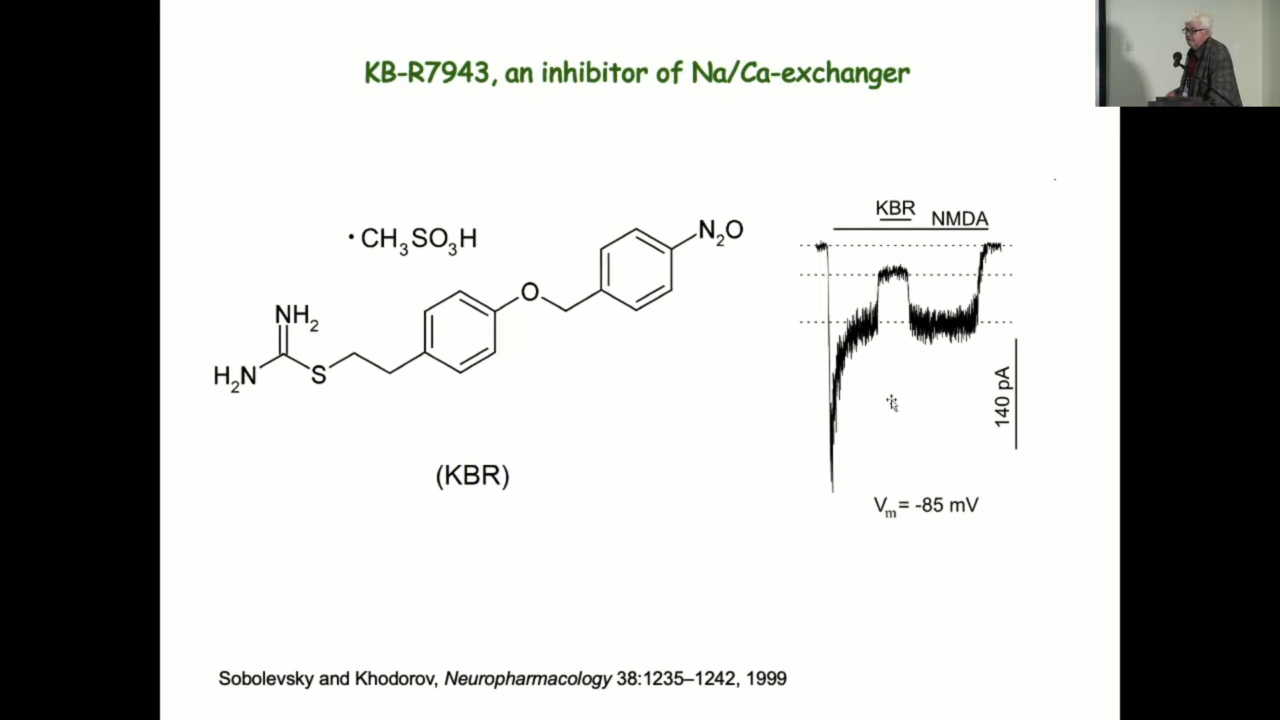 KB-R7943, an inhibitor of Na/Ca-exchanger
KBR
NMDA
· CH₃SO₃H
N₂O
O
NH₂
H₂N
S
140 pA
(KBR)
Vₘ = -85 mV
Sobolevsky and Khodorov, Neuropharmacology 38:1235–1242, 1999